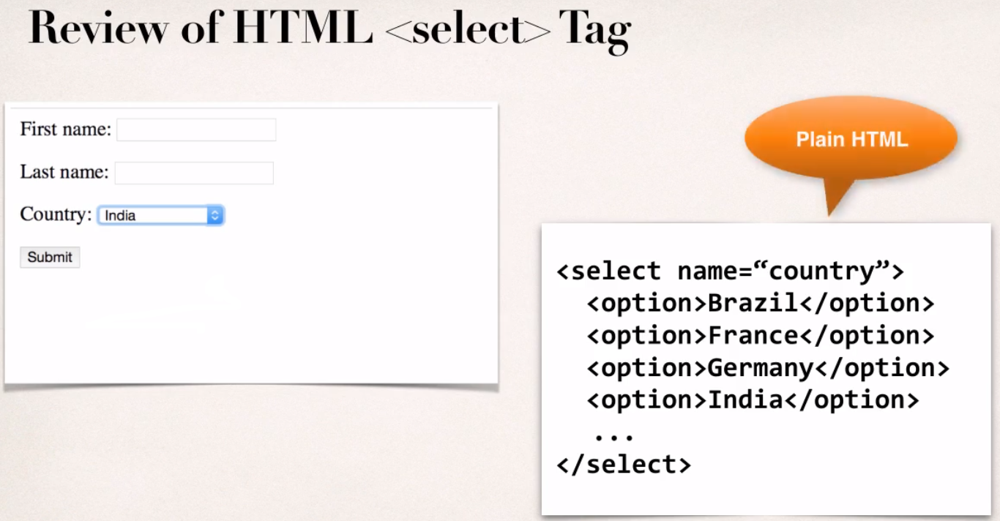 Review of HTML <select> Tag
First name:
Last name:
Country: India
Submit
Plain HTML
<select name=“country”>
<option>Brazil</option>
<option>France</option>
<option>Germany</option>
<option>India</option>
...
</select>